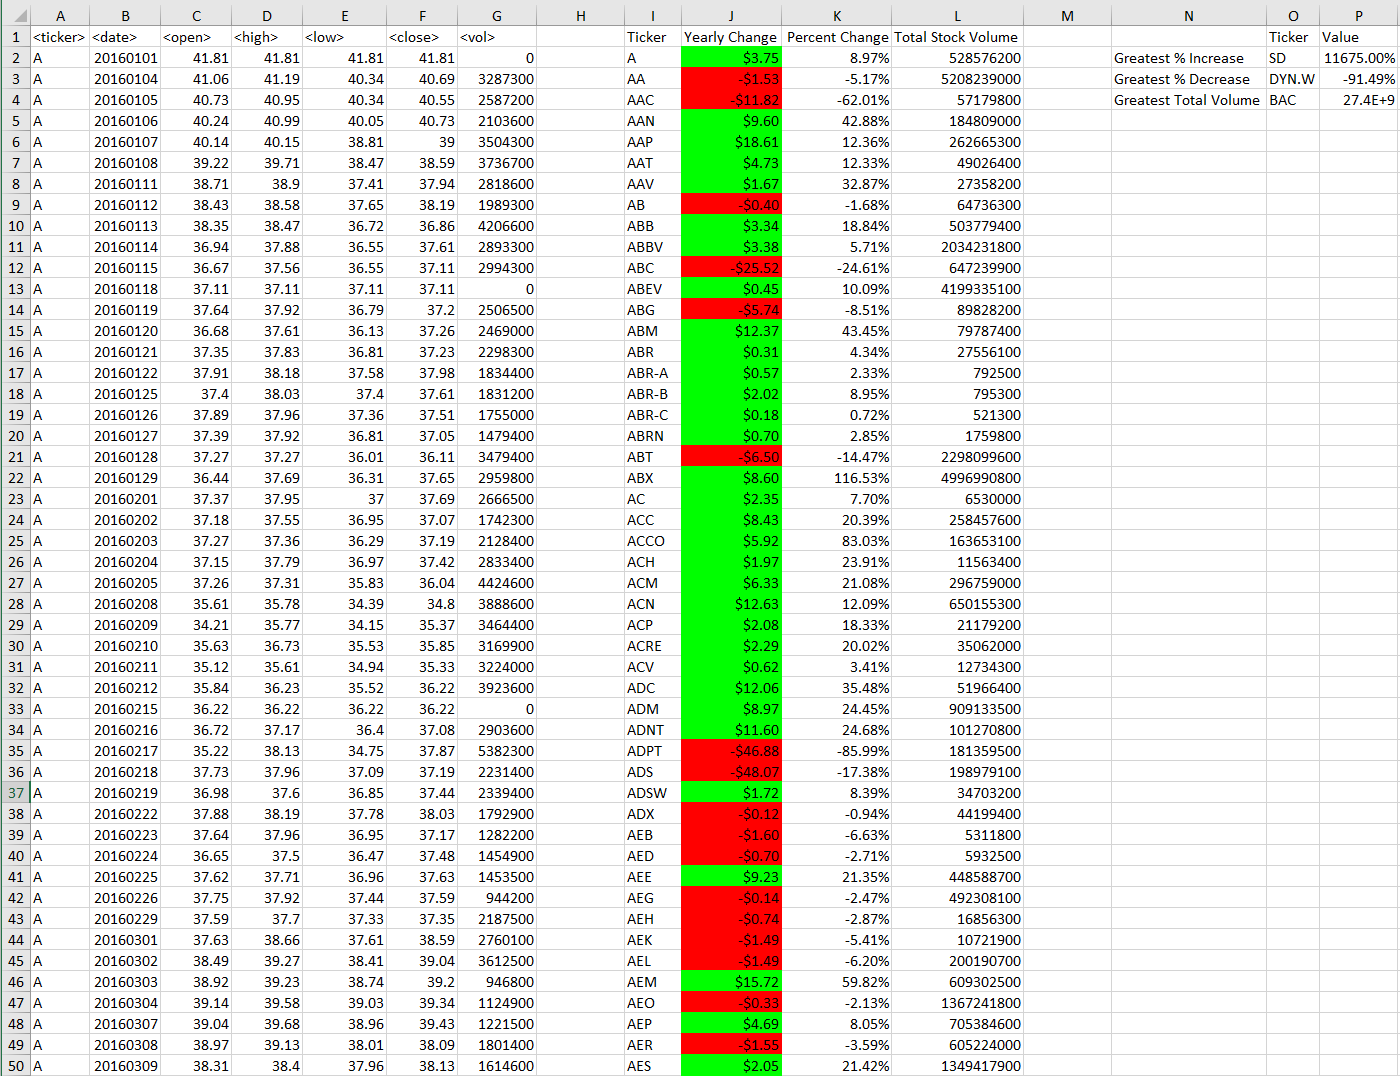 A B C D E F G H I J K L M N O P
1 <ticker> <date> <open> <high> <low> <close> <vol> Ticker Yearly Change Percent Change Total Stock Volume Ticker Value
2 A 20160101 41.81 41.81 41.81 41.81 0 A $3.75 8.97% 528576200 Greatest % Increase SD 11675.00%
3 A 20160104 41.06 41.19 40.34 40.69 3287300 AA -$1.53 -5.17% 5208239000 Greatest % Decrease DYN.W -91.49%
4 A 20160105 40.73 40.95 40.34 40.55 2587200 AAC -$11.82 -62.01% 57179800 Greatest Total Volume BAC 27.4E+9
5 A 20160106 40.24 40.99 40.05 40.73 2103600 AAN $9.60 42.88% 184809000
6 A 20160107 40.14 40.15 38.81 39 3504300 AAP $18.61 12.36% 262665300
7 A 20160108 39.22 39.71 38.47 38.59 3736700 AAT $4.73 12.33% 49026400
8 A 20160111 38.71 38.9 37.41 37.94 2818600 AAV $1.67 32.87% 27358200
9 A 20160112 38.43 38.58 37.65 38.19 1989300 AB -$0.40 -1.68% 64736300
10 A 20160113 38.35 38.47 36.72 36.86 4206600 ABB $3.34 18.84% 503779400
11 A 20160114 36.94 37.88 36.55 37.61 2893300 ABBV $3.38 5.71% 2034231800
12 A 20160115 36.67 37.56 36.55 37.11 2994300 ABC -$25.52 -24.61% 647239900
13 A 20160118 37.11 37.11 37.11 37.11 0 ABEV $0.45 10.09% 4199335100
14 A 20160119 37.64 37.92 36.79 37.2 2506500 ABG -$5.74 -8.51% 89828200
15 A 20160120 36.68 37.61 36.13 37.26 2469000 ABM $12.37 43.45% 79787400
16 A 20160121 37.35 37.83 36.81 37.23 2298300 ABR $0.31 4.34% 27556100
17 A 20160122 37.91 38.18 37.58 37.98 1834400 ABR-A $0.57 2.33% 792500
18 A 20160125 37.4 38.03 37.4 37.61 1831200 ABR-B $2.02 8.95% 795300
19 A 20160126 37.89 37.96 37.36 37.51 1755000 ABR-C $0.18 0.72% 521300
20 A 20160127 37.39 37.92 36.81 37.05 1479400 ABRN $0.70 2.85% 1759800
21 A 20160128 37.27 37.27 36.01 36.11 3479400 ABT -$6.50 -14.47% 2298099600
22 A 20160129 36.44 37.69 36.31 37.65 2959800 ABX $8.60 116.53% 4996990800
23 A 20160201 37.37 37.95 37 37.69 2666500 AC $2.35 7.70% 6530000
24 A 20160202 37.18 37.55 36.95 37.07 1742300 ACC $8.43 20.39% 258457600
25 A 20160203 37.27 37.36 36.29 37.19 2128400 ACCO $5.92 83.03% 163653100
26 A 20160204 37.15 37.79 36.97 37.42 2833400 ACH $1.97 23.91% 11563400
27 A 20160205 37.26 37.31 35.83 36.04 4424600 ACM $6.33 21.08% 296759000
28 A 20160208 35.61 35.78 34.39 34.8 3888600 ACN $12.63 12.09% 650155300
29 A 20160209 34.21 35.77 34.15 35.37 3464400 ACP $2.08 18.33% 21179200
30 A 20160210 35.63 36.73 35.53 35.85 3169900 ACRE $2.29 20.02% 35062000
31 A 20160211 35.12 35.61 34.94 35.33 3224000 ACV $0.62 3.41% 12734300
32 A 20160212 35.84 36.23 35.52 36.22 3923600 ADC $12.06 35.48% 51966400
33 A 20160215 36.22 36.22 36.22 36.22 0 ADM $8.97 24.45% 909133500
34 A 20160216 36.72 37.17 36.4 37.08 2903600 ADNT $11.60 24.68% 101270800
35 A 20160217 35.22 38.13 34.75 37.87 5382300 ADPT -$46.88 -85.99% 181359500
36 A 20160218 37.73 37.96 37.09 37.19 2231400 ADS -$48.07 -17.38% 198979100
37 A 20160219 36.98 37.6 36.85 37.44 2339400 ADSW $1.72 8.39% 34703200
38 A 20160222 37.88 38.19 37.78 38.03 1792900 ADX -$0.12 -0.94% 44199400
39 A 20160223 37.64 37.96 36.95 37.17 1282200 AEB -$1.60 -6.63% 5311800
40 A 20160224 36.65 37.5 36.47 37.48 1454900 AED -$0.70 -2.71% 5932500
41 A 20160225 37.62 37.71 36.96 37.63 1453500 AEE $9.23 21.35% 448588700
42 A 20160226 37.75 37.92 37.44 37.59 944200 AEG -$0.14 -2.47% 492308100
43 A 20160229 37.59 37.7 37.33 37.35 2187500 AEH -$0.74 -2.87% 16856300
44 A 20160301 37.63 38.66 37.61 38.59 2760100 AEK -$1.49 -5.41% 10721900
45 A 20160302 38.49 39.27 38.41 39.04 3612500 AEL -$1.49 -6.20% 200190700
46 A 20160303 38.92 39.23 38.74 39.2 946800 AEM $15.72 59.82% 609302500
47 A 20160304 39.14 39.58 39.03 39.34 1124900 AEO -$0.33 -2.13% 1367241800
48 A 20160307 39.04 39.68 38.96 39.43 1221500 AEP $4.69 8.05% 705384600
49 A 20160308 38.97 39.13 38.01 38.09 1801400 AER -$1.55 -3.59% 605224000
50 A 20160309 38.31 38.4 37.96 38.13 1614600 AES $2.05 21.42% 1349417900